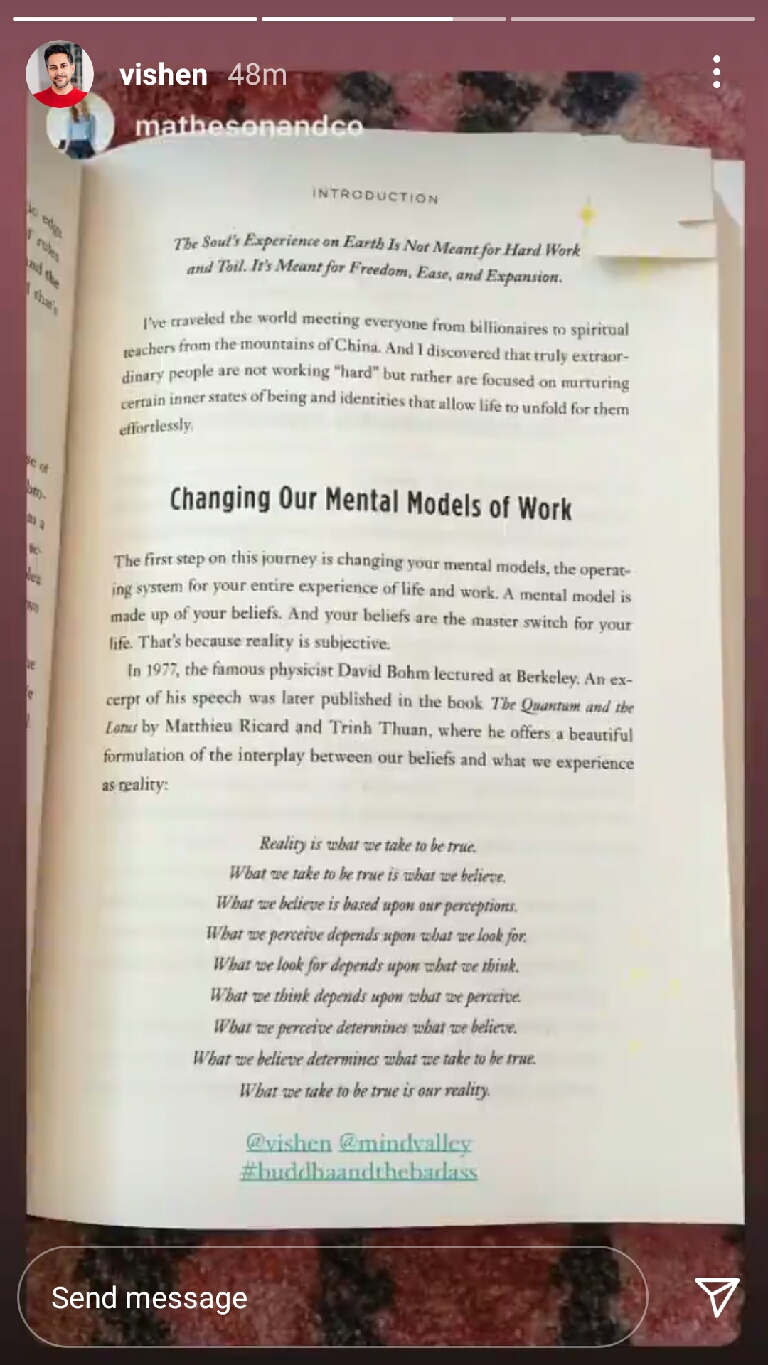 vishen 48m
mathesonandco
INTRODUCTION
The Soul's Experience on Earth Is Not Meant for Hard Work
and Toil. It's Meant for Freedom, Ease, and Expansion.
I've traveled the world meeting everyone from billionaires to spiritual
teachers from the mountains of China. And I discovered that truly extraor-
dinary people are not working "hard" but rather are focused on nurturing
certain inner states of being and identities that allow life to unfold for them
effortlessly.
Changing Our Mental Models of Work
The first step on this journey is changing your mental models, the operat-
ing system for your entire experience of life and work. A mental model is
made up of your beliefs. And your beliefs are the master switch for your
life. That's because reality is subjective.
In 1977, the famous physicist David Bohm lectured at Berkeley. An ex-
cerpt of his speech was later published in the book The Quantum and the
Lotus by Matthieu Ricard and Trinh Thuan, where he offers a beautiful
formulation of the interplay between our beliefs and what we experience
as reality:
Reality is what we take to be true.
What we take to be true is what we believe.
What we believe is based upon our perceptions.
What we perceive depends upon what we look for.
What we look for depends upon what we think.
What we think depends upon what we perceive.
What we perceive determines what we believe.
What we believe determines what we take to be true.
What we take to be true is our reality.
@vishen @mindvalley
#buddhaandthebadass
Send message